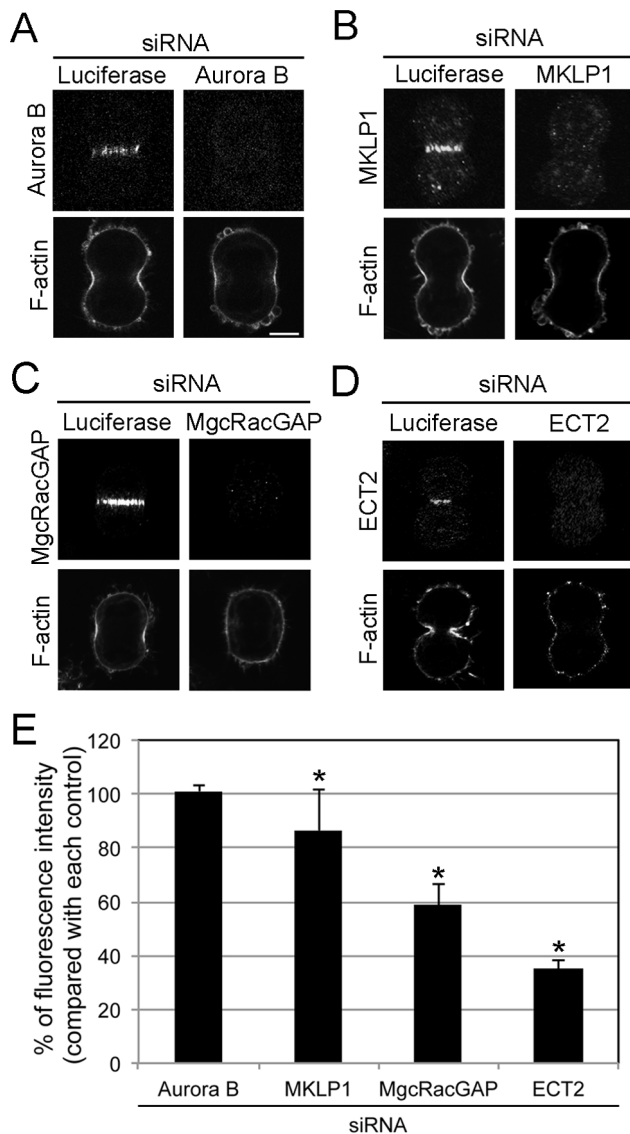 A
siRNA
Luciferase Aurora B
Aurora B
F-actin
B
siRNA
Luciferase MKLP1
MKLP1
F-actin
C
siRNA
Luciferase MgcRacGAP
MgcRacGAP
F-actin
D
siRNA
Luciferase ECT2
ECT2
F-actin
E
% of fluorescence intensity
(compared with each control)
120
100
80
60
40
20
0
*
*
*
Aurora B MKLP1 MgcRacGAP ECT2
siRNA